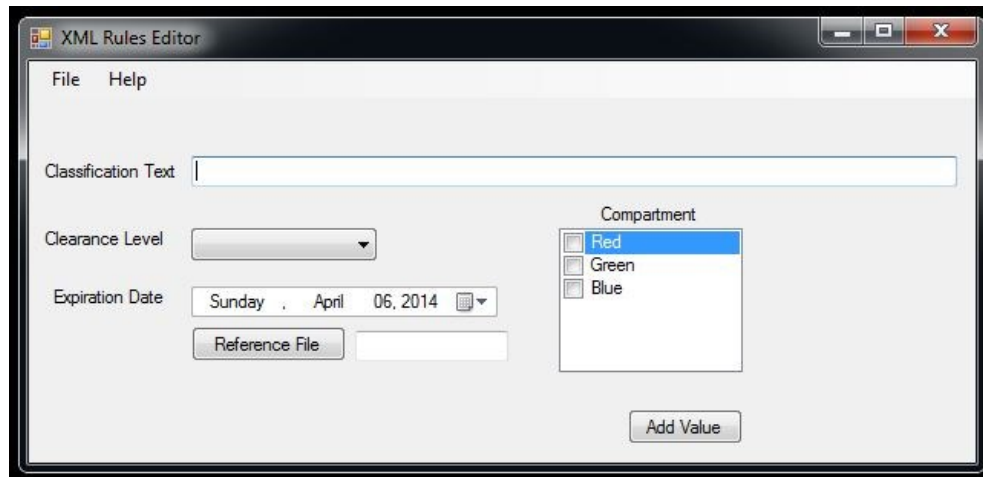 XML Rules Editor
File Help
Classification Text
Compartment
Clearance Level
Red
Green
Blue
Expiration Date
Sunday , April 06, 2014
Reference File
Add Value